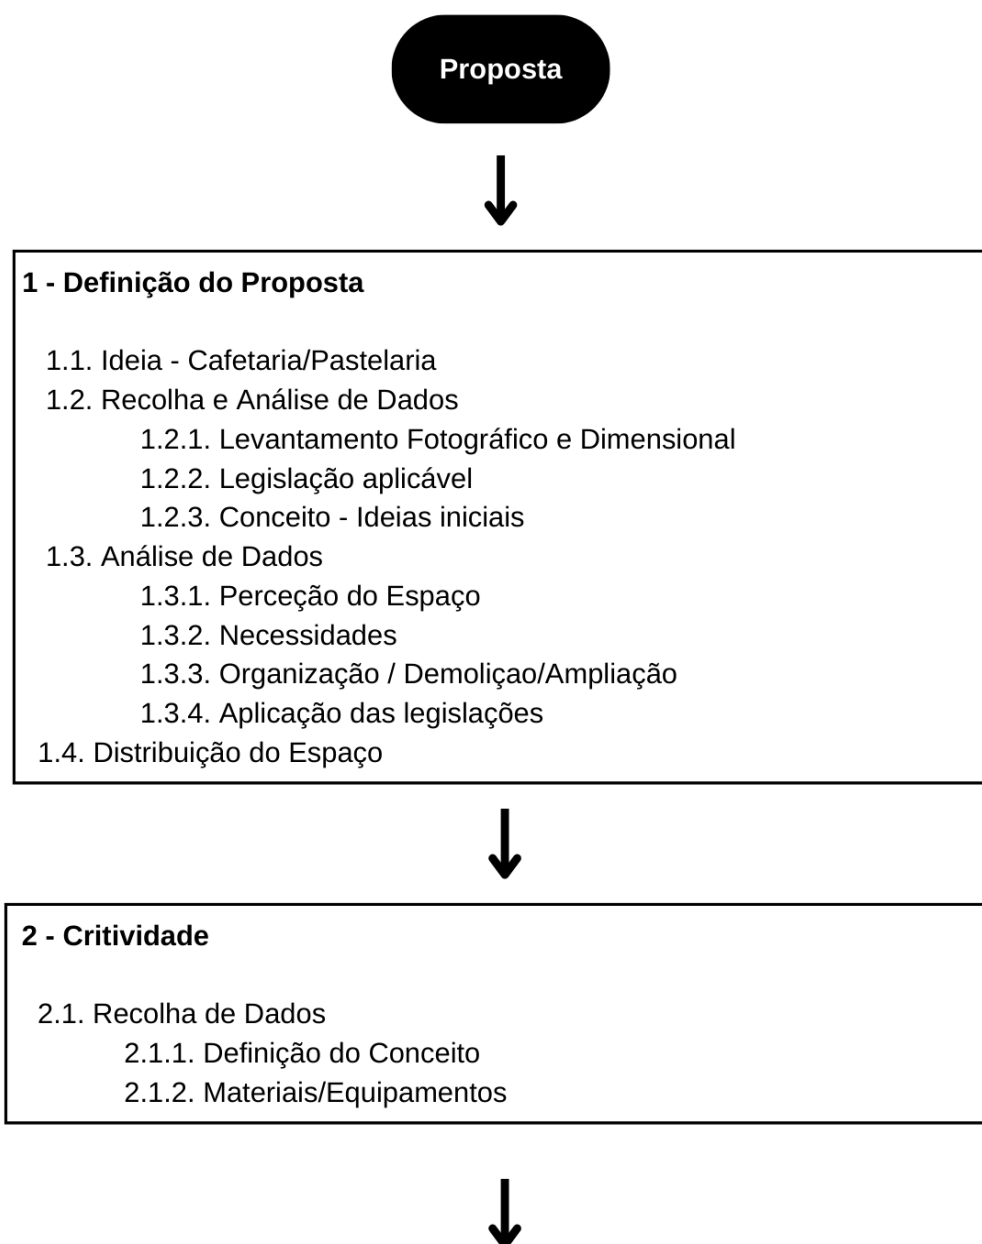 Proposta
1 - Definição do Proposta
1.1. Ideia - Cafetaria/Pastelaria
1.2. Recolha e Análise de Dados
1.2.1. Levantamento Fotográfico e Dimensional
1.2.2. Legislação aplicável
1.2.3. Conceito - Ideias iniciais
1.3. Análise de Dados
1.3.1. Perceção do Espaço
1.3.2. Necessidades
1.3.3. Organização / Demoliçao/Ampliação
1.3.4. Aplicação das legislações
1.4. Distribuição do Espaço
2 - Critividade
2.1. Recolha de Dados
2.1.1. Definição do Conceito
2.1.2. Materiais/Equipamentos